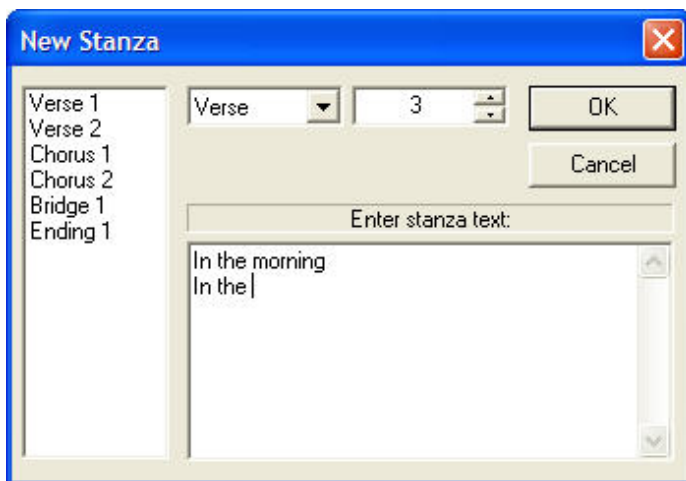 New Stanza
Verse 1
Verse 2
Chorus 1
Chorus 2
Bridge 1
Ending 1
Verse
3
OK
Cancel
Enter stanza text:
In the morning
In the